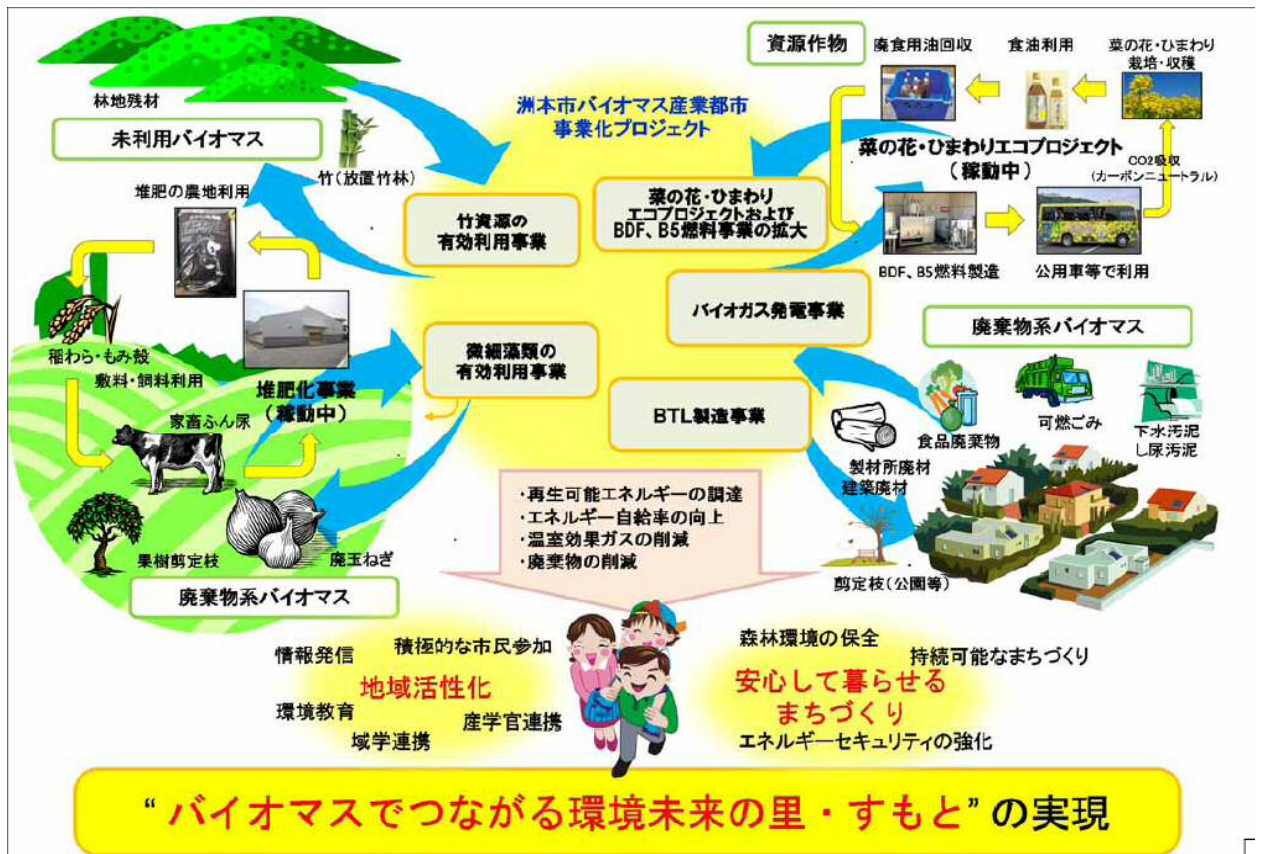 林地残材
未利用バイオマス
竹(放置竹林)
堆肥の農地利用
稲わら・もみ殻
敷料・飼料利用
堆肥化事業
(稼動中)
家畜ふん尿
果樹剪定枝
廃玉ねぎ
廃棄物系バイオマス
洲本市バイオマス産業都市
事業化プロジェクト
竹資源の
有効利用事業
菜の花・ひまわり
エコプロジェクトおよび
BDF、B5燃料事業の拡大
バイオガス発電事業
微細藻類の
有効利用事業
BTL製造事業
資源作物
廃食用油回収
食油利用
菜の花・ひまわり
栽培・収穫
菜の花・ひまわりエコプロジェクト
(稼動中)
CO2吸収
(カーボンニュートラル)
BDF、B5燃料製造
公用車等で利用
廃棄物系バイオマス
食品廃棄物
可燃ごみ
下水汚泥
し尿汚泥
製材所廃材
建築廃材
剪定枝(公園等)
・再生可能エネルギーの調達
・エネルギー自給率の向上
・温室効果ガスの削減
・廃棄物の削減
情報発信
積極的な市民参加
地域活性化
環境教育
産学官連携
域学連携
森林環境の保全
持続可能なまちづくり
安心して暮らせる
まちづくり
エネルギーセキュリティの強化
“バイオマスでつながる環境未来の里・すもと”の実現